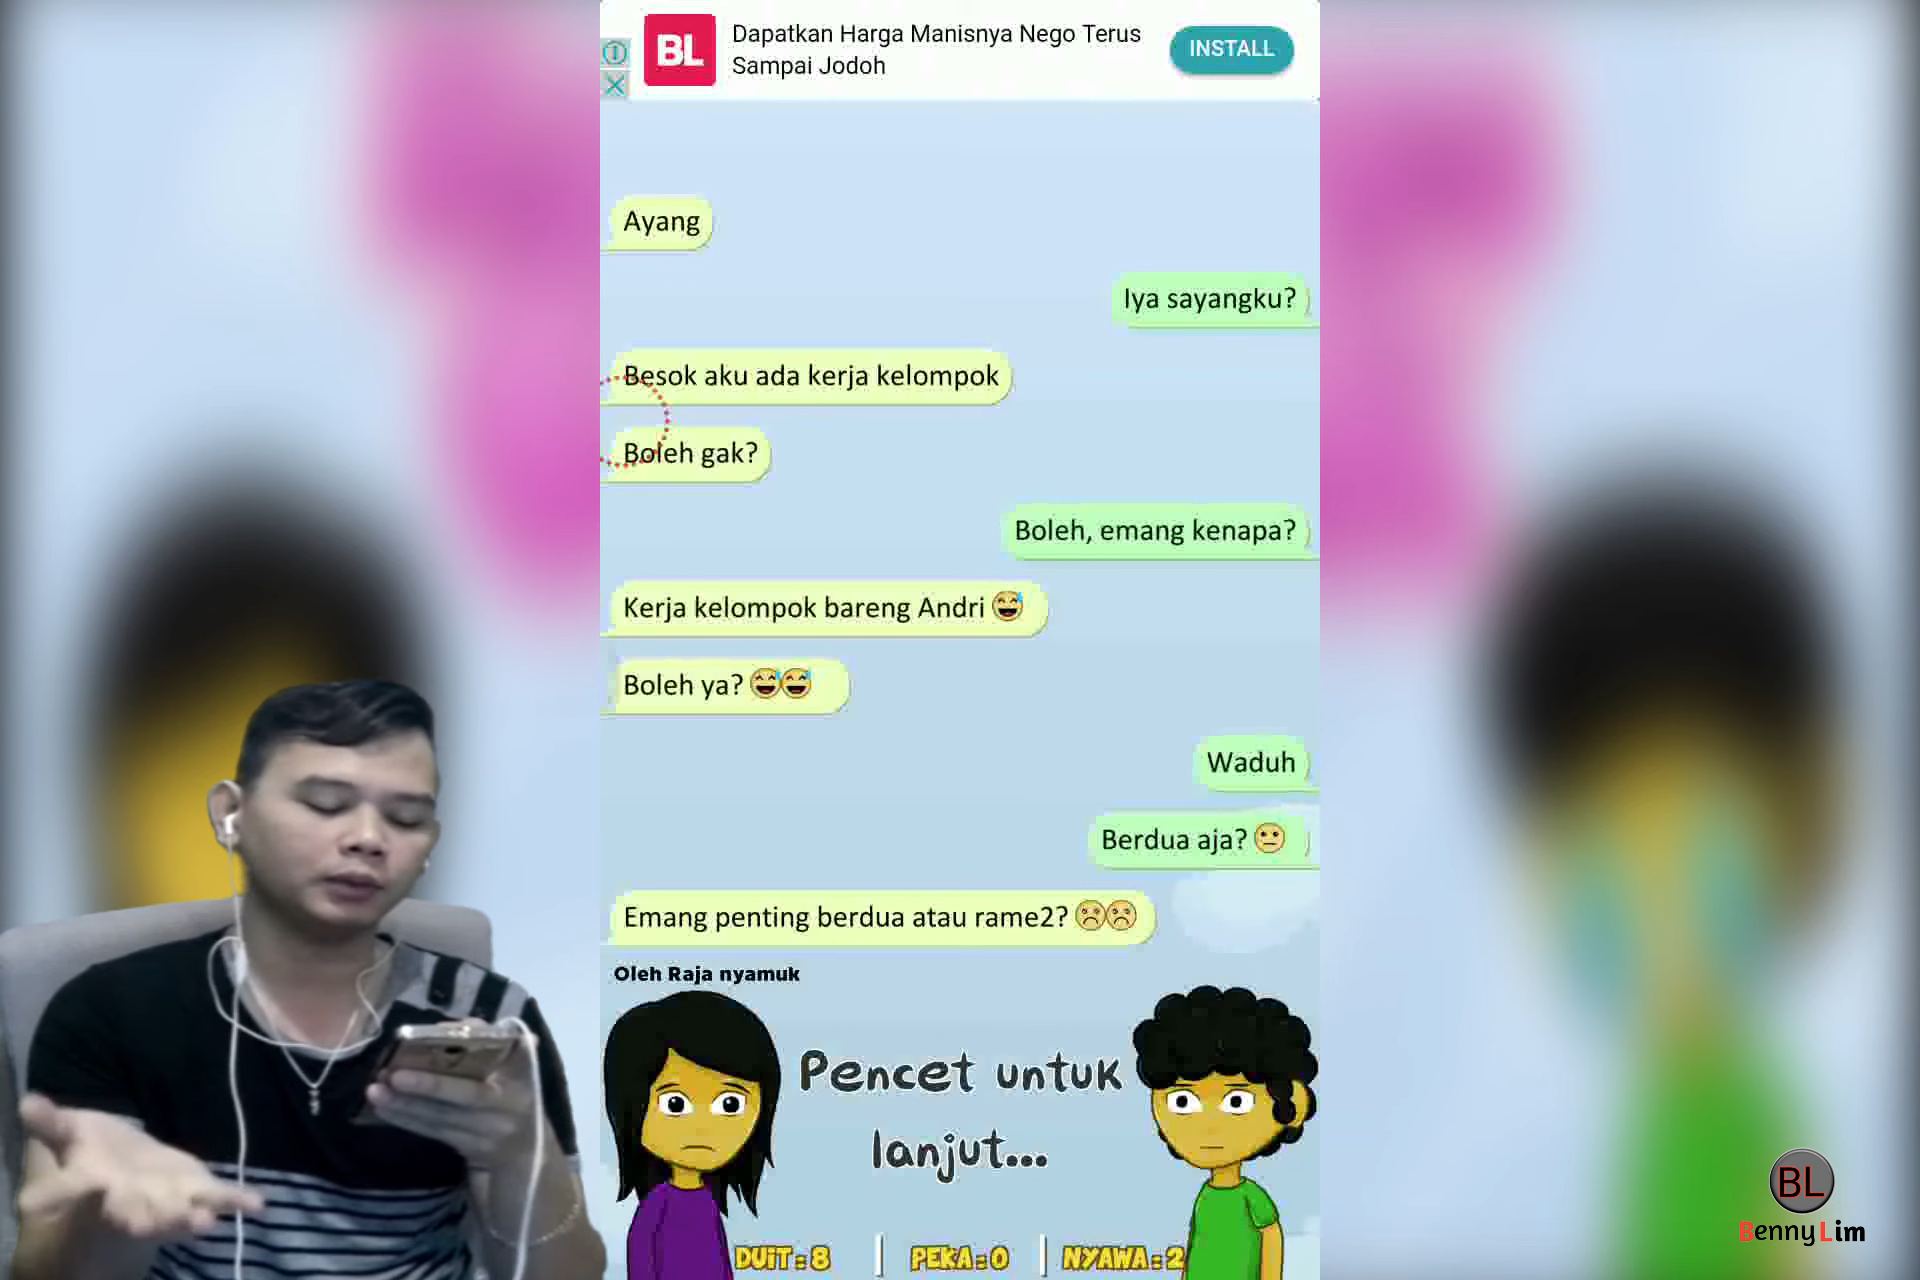 BL
Dapatkan Harga Manisnya Nego Terus
Sampai Jodoh
INSTALL
Ayang
Iya sayangku?
Besok aku ada kerja kelompok
Boleh gak?
Boleh, emang kenapa?
Kerja kelompok bareng Andri 😅
Boleh ya? 😅😅
Waduh
Berdua aja? 😐
Emang penting berdua atau rame2? ☹☹
Oleh Raja nyamuk
Pencet untuk
lanjut...
DUIT : 8 | PEKA : 0 | NYAWA : 2
BL
Benny Lim